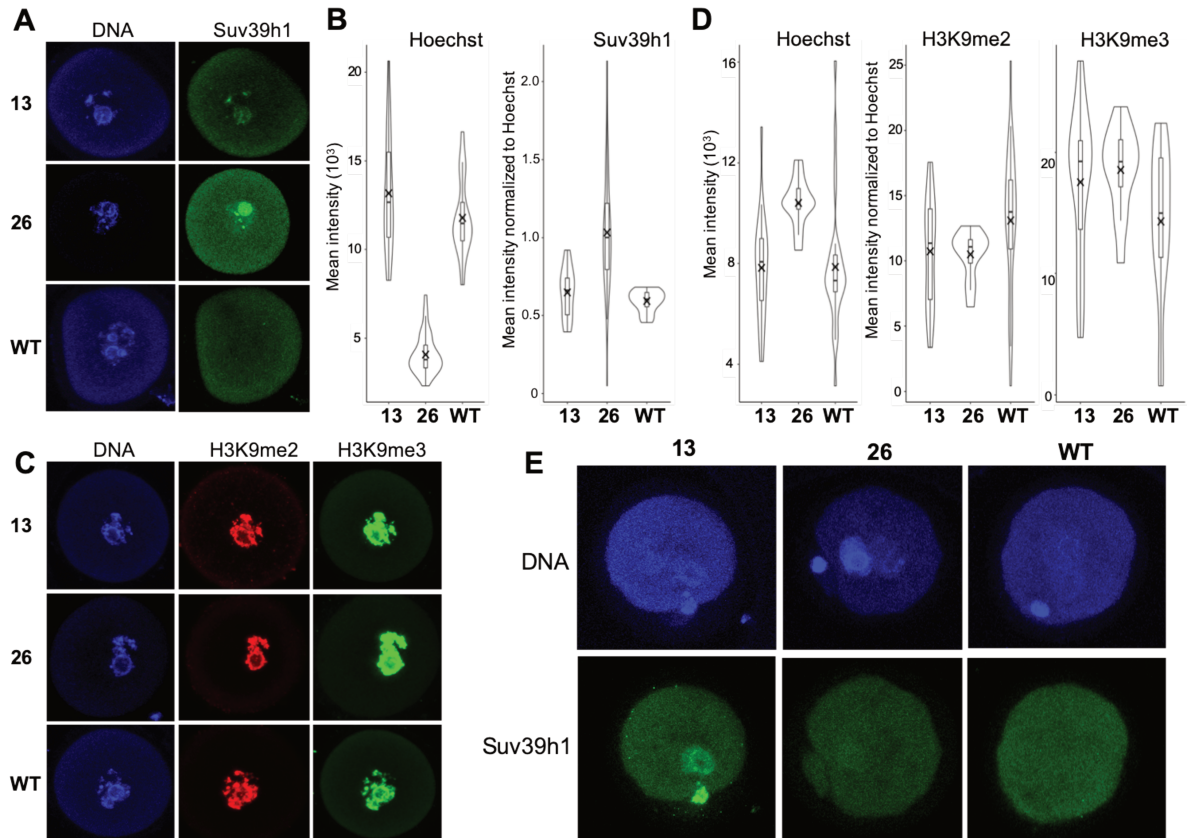 A
DNA
Suv39h1
13
26
WT
B
Hoechst
Mean intensity (10³)
20
15
10
5
13
26
WT
Suv39h1
Mean intensity normalized to Hoechst
2.0
1.5
1.0
0.5
0
13
26
WT
D
Hoechst
Mean intensity (10³)
16
12
8
4
13
26
WT
H3K9me2
Mean intensity normalized to Hoechst
25
20
15
10
5
0
13
26
WT
H3K9me3
20
10
0
13
26
WT
C
DNA
H3K9me2
H3K9me3
13
26
WT
E
13
26
WT
DNA
Suv39h1